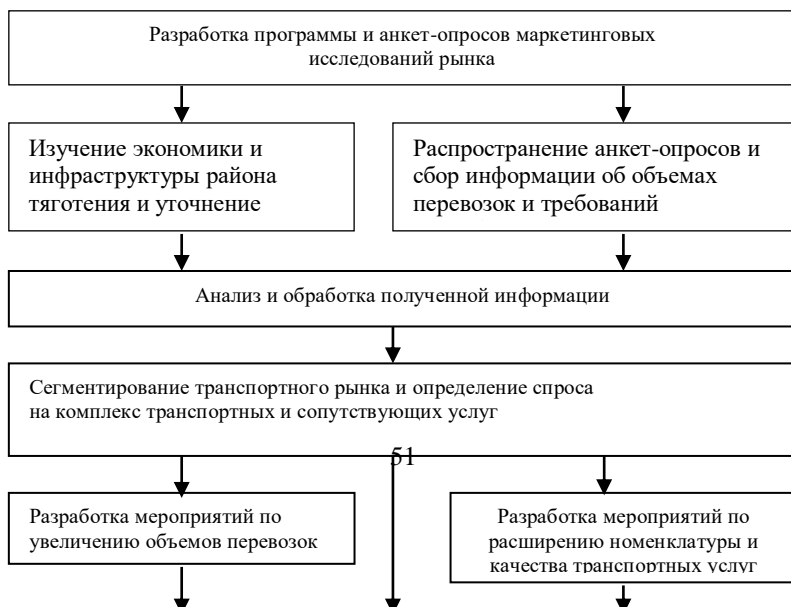 Разработка программы и анкет-опросов маркетинговых
исследований рынка
Изучение экономики и
инфраструктуры района
тяготения и уточнение
Распространение анкет-опросов и
сбор информации об объемах
перевозок и требований
Анализ и обработка полученной информации
Сегментирование транспортного рынка и определение спроса
на комплекс транспортных и сопутствующих услуг
51
Разработка мероприятий по
увеличению объемов перевозок
Разработка мероприятий по
расширению номенклатуры и
качества транспортных услуг